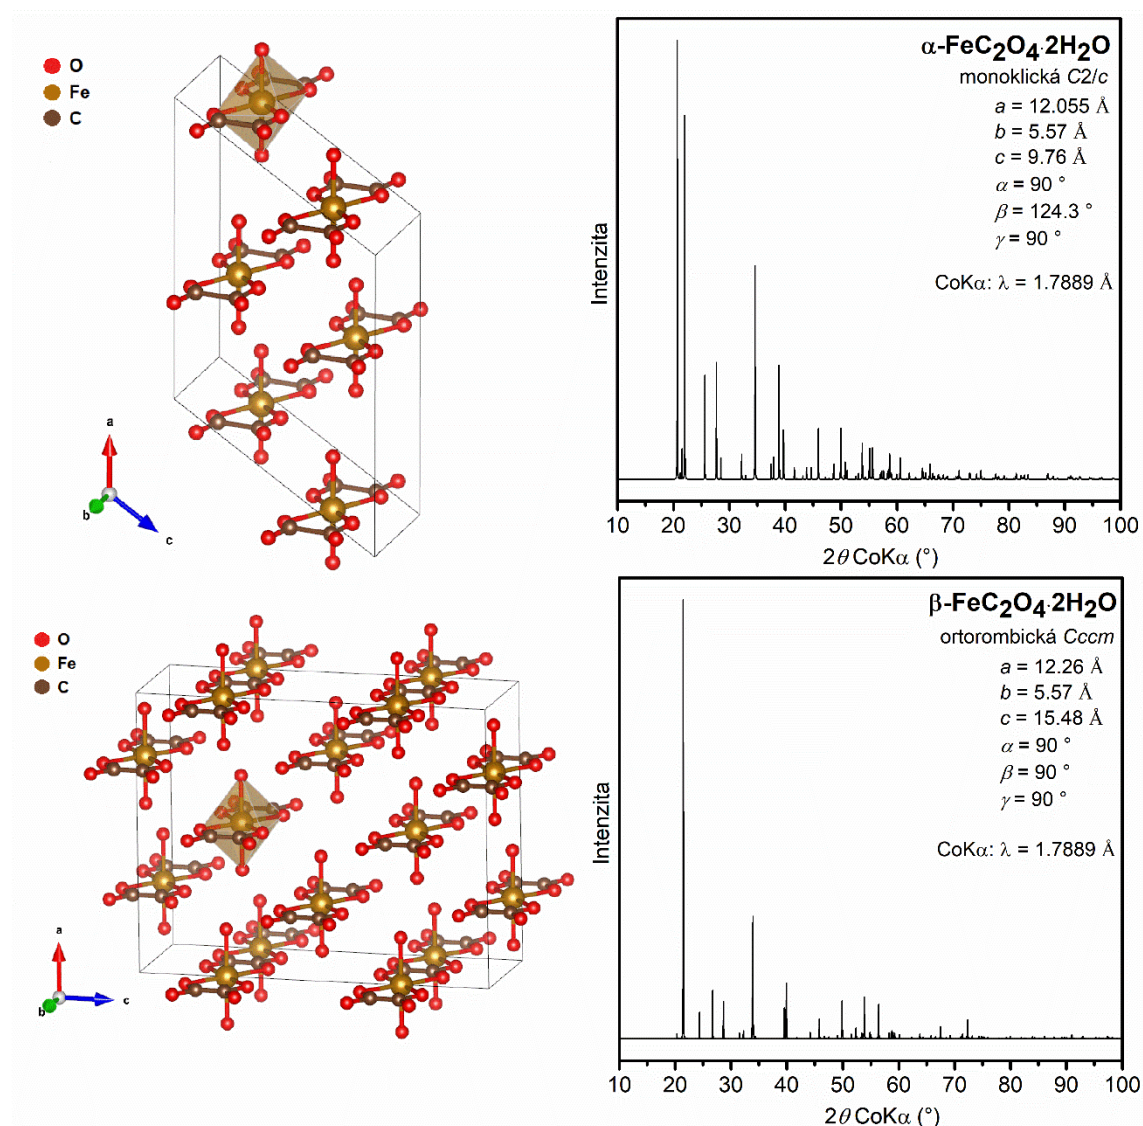 O
Fe
C
a
b
c
α-FeC₂O₄·2H₂O
monoklická C2/c
a = 12.055 Å
b = 5.57 Å
c = 9.76 Å
α = 90 °
β = 124.3 °
γ = 90 °
CoKα: λ = 1.7889 Å
Intenzita
10 20 30 40 50 60 70 80 90 100
2θ CoKα (°)
O
Fe
C
a
b
c
β-FeC₂O₄·2H₂O
ortorombická Cccm
a = 12.26 Å
b = 5.57 Å
c = 15.48 Å
α = 90 °
β = 90 °
γ = 90 °
CoKα: λ = 1.7889 Å
Intenzita
10 20 30 40 50 60 70 80 90 100
2θ CoKα (°)